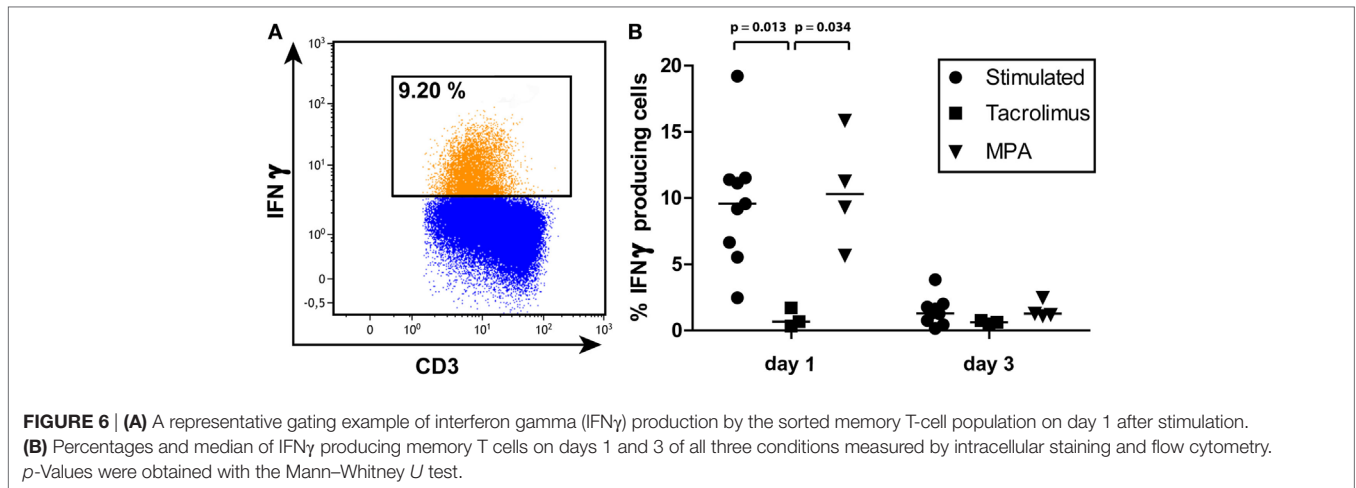 A
10³
10²
10¹
10⁰
0
-0,5
IFN γ
9.20 %
0
10⁰
10¹
10²
10³
CD3
B
p = 0.013
p = 0.034
% IFNγ producing cells
20
15
10
5
0
day 1
day 3
Stimulated
Tacrolimus
MPA
FIGURE 6 | (A) A representative gating example of interferon gamma (IFNγ) production by the sorted memory T-cell population on day 1 after stimulation.
(B) Percentages and median of IFNγ producing memory T cells on days 1 and 3 of all three conditions measured by intracellular staining and flow cytometry.
p-Values were obtained with the Mann–Whitney U test.